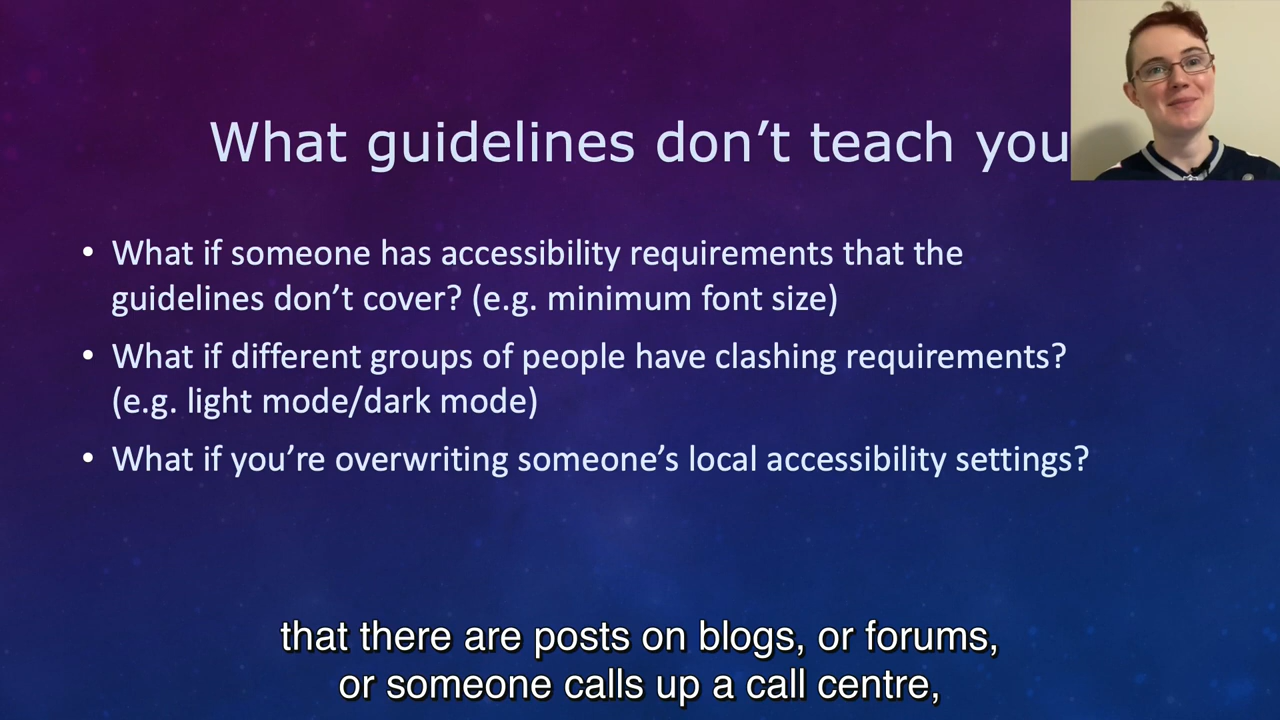 What guidelines don’t teach you
• What if someone has accessibility requirements that the
guidelines don’t cover? (e.g. minimum font size)
• What if different groups of people have clashing requirements?
(e.g. light mode/dark mode)
• What if you’re overwriting someone’s local accessibility settings?
that there are posts on blogs, or forums,
or someone calls up a call centre,